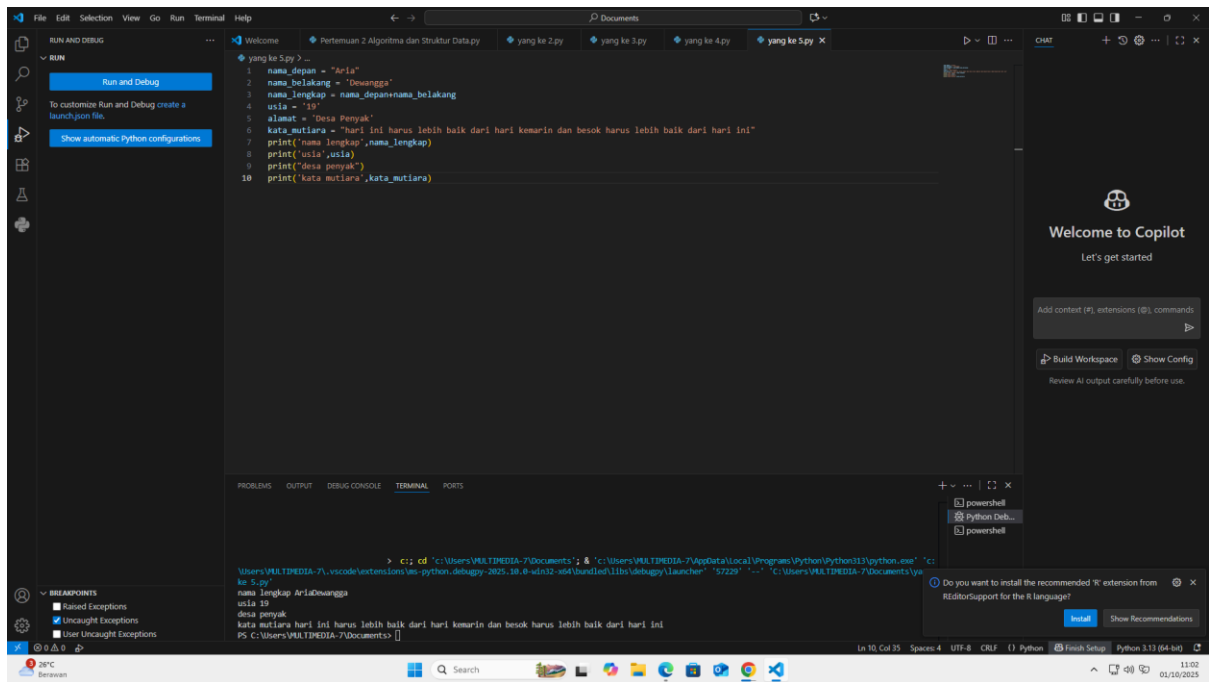 File Edit Selection View Go Run Terminal Help
Documents
RUN AND DEBUG
RUN
Run and Debug
To customize Run and Debug create a
launch.json file.
Show automatic Python configurations
Welcome
Pertemuan 2 Algoritma dan Struktur Data.py
yang ke 2.py
yang ke 3.py
yang ke 4.py
yang ke 5.py
yang ke 5.py > ...
1 nama_depan = "Aria"
2 nama_belakang = 'Dewangga'
3 nama_lengkap = nama_depan+nama_belakang
4 usia = '19'
5 alamat = 'Desa Penyak'
6 kata_mutiara = "hari ini harus lebih baik dari hari kemarin dan besok harus lebih baik dari hari ini"
7 print('nama lengkap',nama_lengkap)
8 print('usia',usia)
9 print("desa penyak")
10 print('kata mutiara',kata_mutiara)
CHAT
Welcome to Copilot
Let's get started
Add context (#), extensions (@), commands
Build Workspace Show Config
Review AI output carefully before use.
PROBLEMS OUTPUT DEBUG CONSOLE TERMINAL PORTS
powershell
Python Deb...
powershell
> c:; cd 'c:\Users\MULTIMEDIA-7\Documents'; & 'c:\Users\MULTIMEDIA-7\AppData\Local\Programs\Python\Python313\python.exe' 'c:
\Users\MULTIMEDIA-7\.vscode\extensions\ms-python.debugpy-2025.10.0-win32-x64\bundled\libs\debugpy\launcher' '57229' '--' 'C:\Users\MULTIMEDIA-7\Documents\ya
ke 5.py'
nama lengkap AriaDewangga
usia 19
desa penyak
kata mutiara hari ini harus lebih baik dari hari kemarin dan besok harus lebih baik dari hari ini
PS C:\Users\MULTIMEDIA-7\Documents>
BREAKPOINTS
Raised Exceptions
Uncaught Exceptions
User Uncaught Exceptions
Do you want to install the recommended 'R' extension from
REditorSupport for the R language?
Install Show Recommendations
0 0 Ln 10, Col 35 Spaces: 4 UTF-8 CRLF {} Python Finish Setup Python 3.13 (64-bit)
3
26°C
Berawan
Search
11:02
01/10/2025